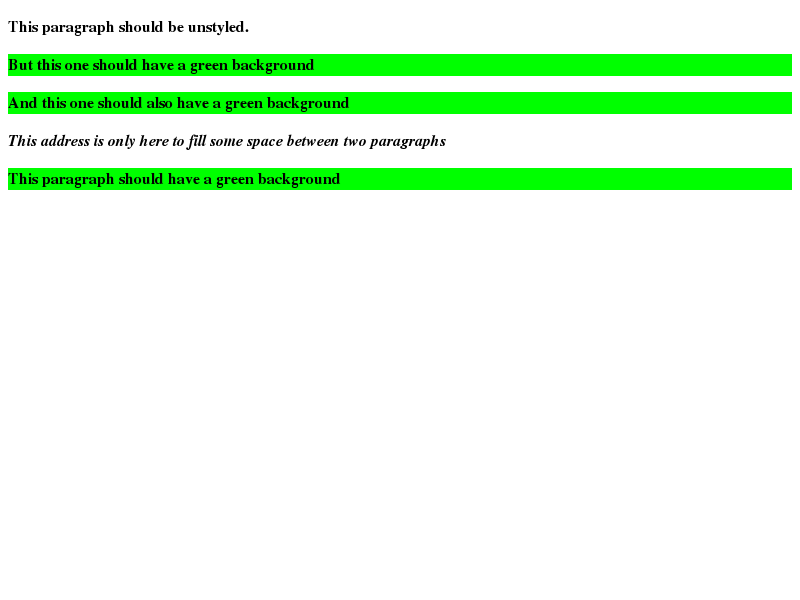 This paragraph should be unstyled.
But this one should have a green background
And this one should also have a green background
This address is only here to fill some space between two paragraphs
This paragraph should have a green background